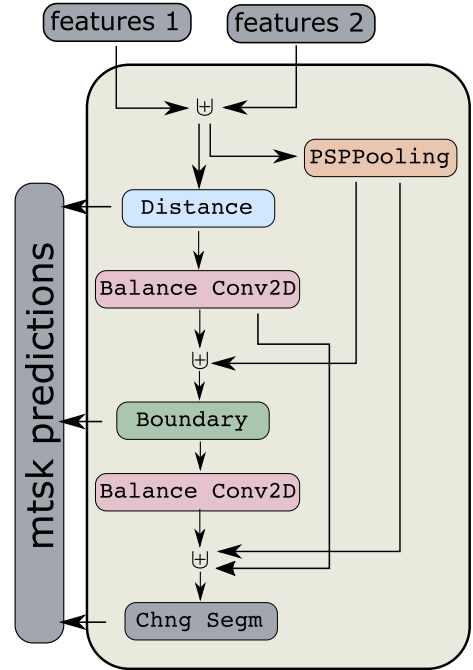 features 1
features 2
⊎
PSPPooling
Distance
Balance Conv2D
⊎
Boundary
Balance Conv2D
⊎
Chng Segm
mtsk predictions